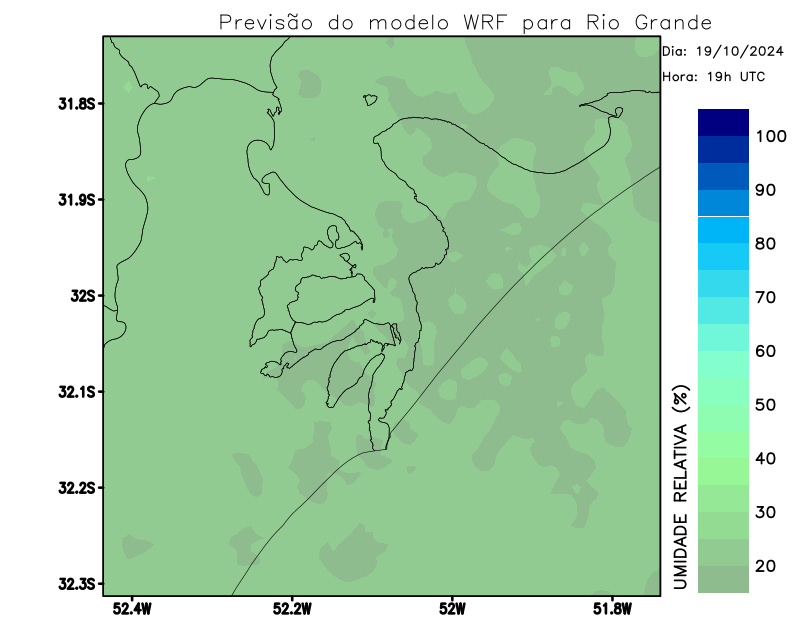 Previsão do modelo WRF para Rio Grande
Dia: 19/10/2024
Hora: 19h UTC
31.8S
31.9S
32S
32.1S
32.2S
32.3S
52.4W
52.2W
52W
51.8W
UMIDADE RELATIVA (%)
100
90
80
70
60
50
40
30
20